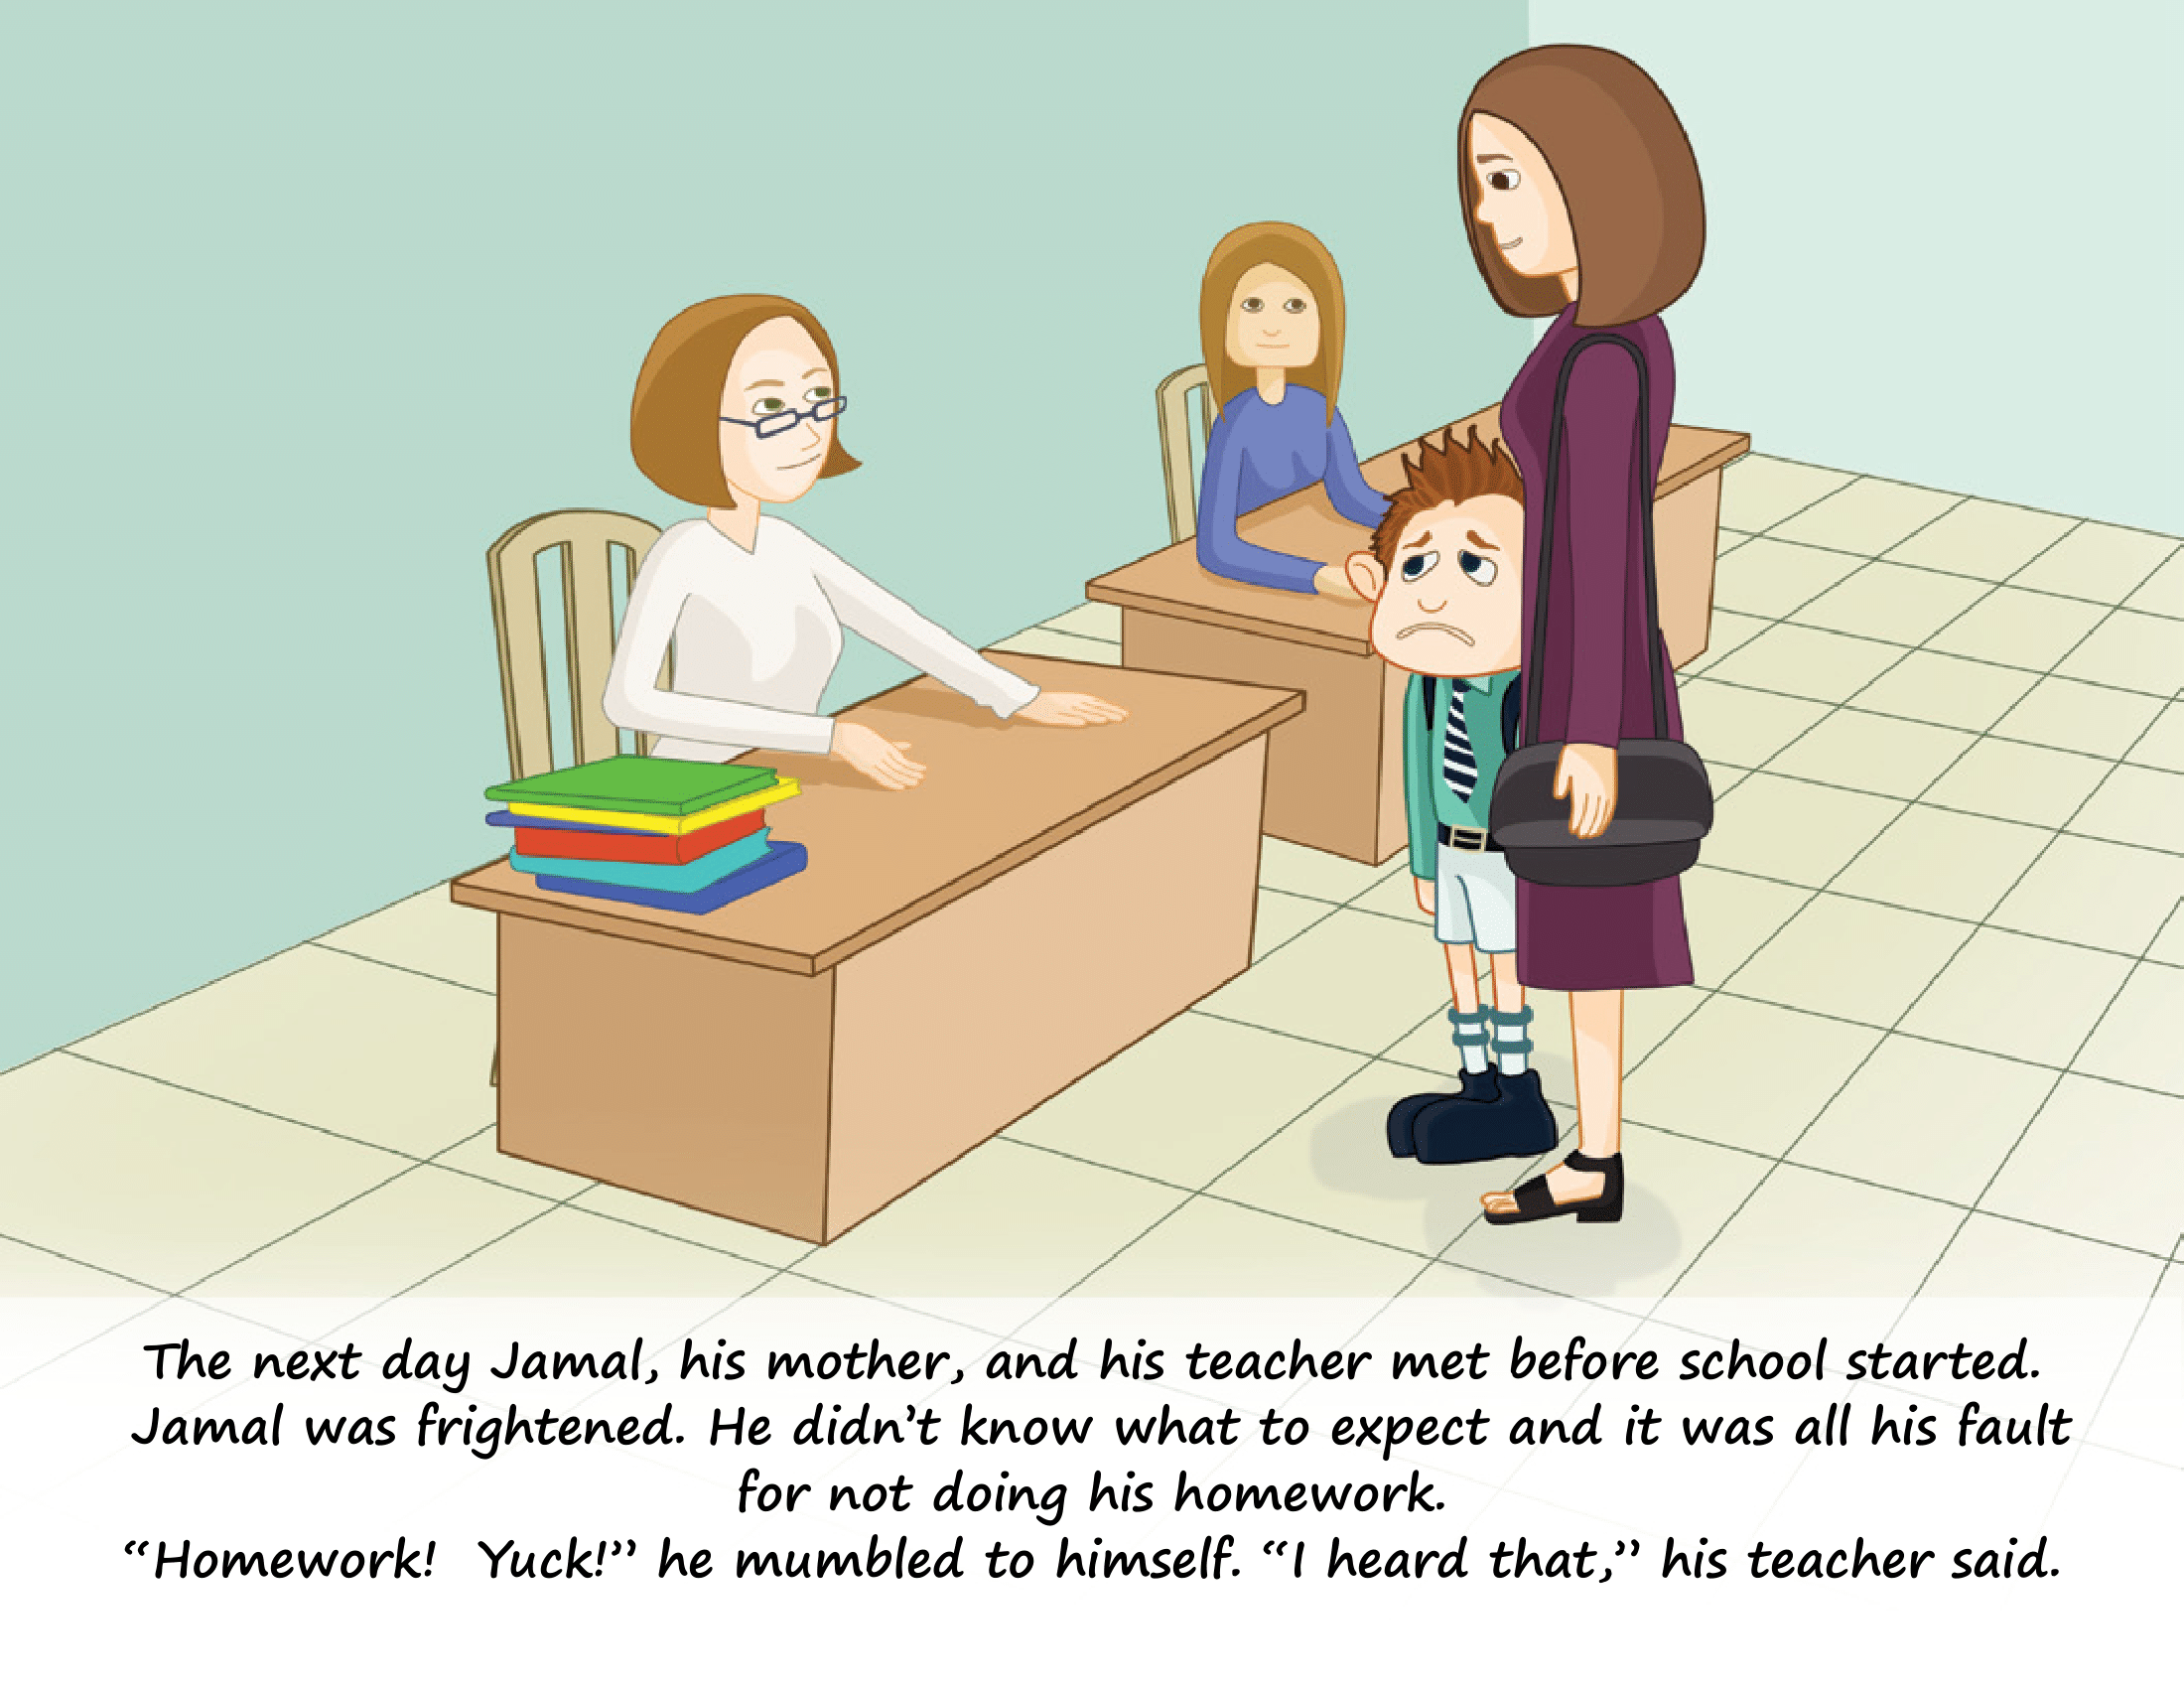 The next day Jamal, his mother, and his teacher met before school started.
Jamal was frightened. He didn’t know what to expect and it was all his fault
for not doing his homework.
“Homework!  Yuck!” he mumbled to himself. “I heard that,” his teacher said.